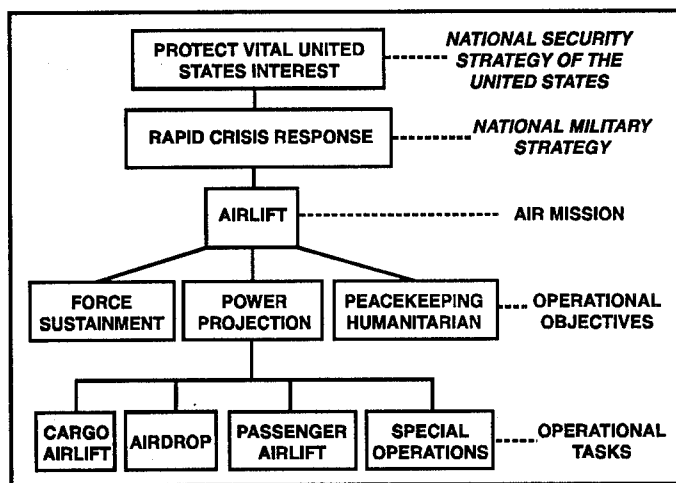 PROTECT VITAL UNITED
STATES INTEREST
NATIONAL SECURITY
STRATEGY OF THE
UNITED STATES
RAPID CRISIS RESPONSE
NATIONAL MILITARY
STRATEGY
AIRLIFT
AIR MISSION
FORCE
SUSTAINMENT
POWER
PROJECTION
PEACEKEEPING
HUMANITARIAN
OPERATIONAL
OBJECTIVES
CARGO
AIRLIFT
AIRDROP
PASSENGER
AIRLIFT
SPECIAL
OPERATIONS
OPERATIONAL
TASKS